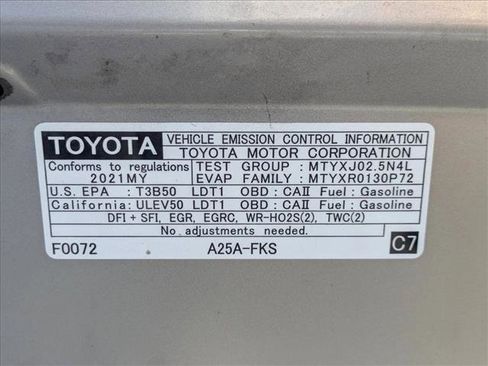 TOYOTA VEHICLE EMISSION CONTROL INFORMATION
TOYOTA MOTOR CORPORATION
Conforms to regulations TEST GROUP : MTYXJ02.5N4L
2021MY EVAP FAMILY : MTYXR0130P72
U.S. EPA : T3B50 LDT1 OBD : CAII Fuel : Gasoline
California: ULEV50 LDT1 OBD : CAII Fuel : Gasoline
DFI + SFI, EGR, EGRC, WR-HO2S(2), TWC(2)
No adjustments needed.
F0072 A25A-FKS C7